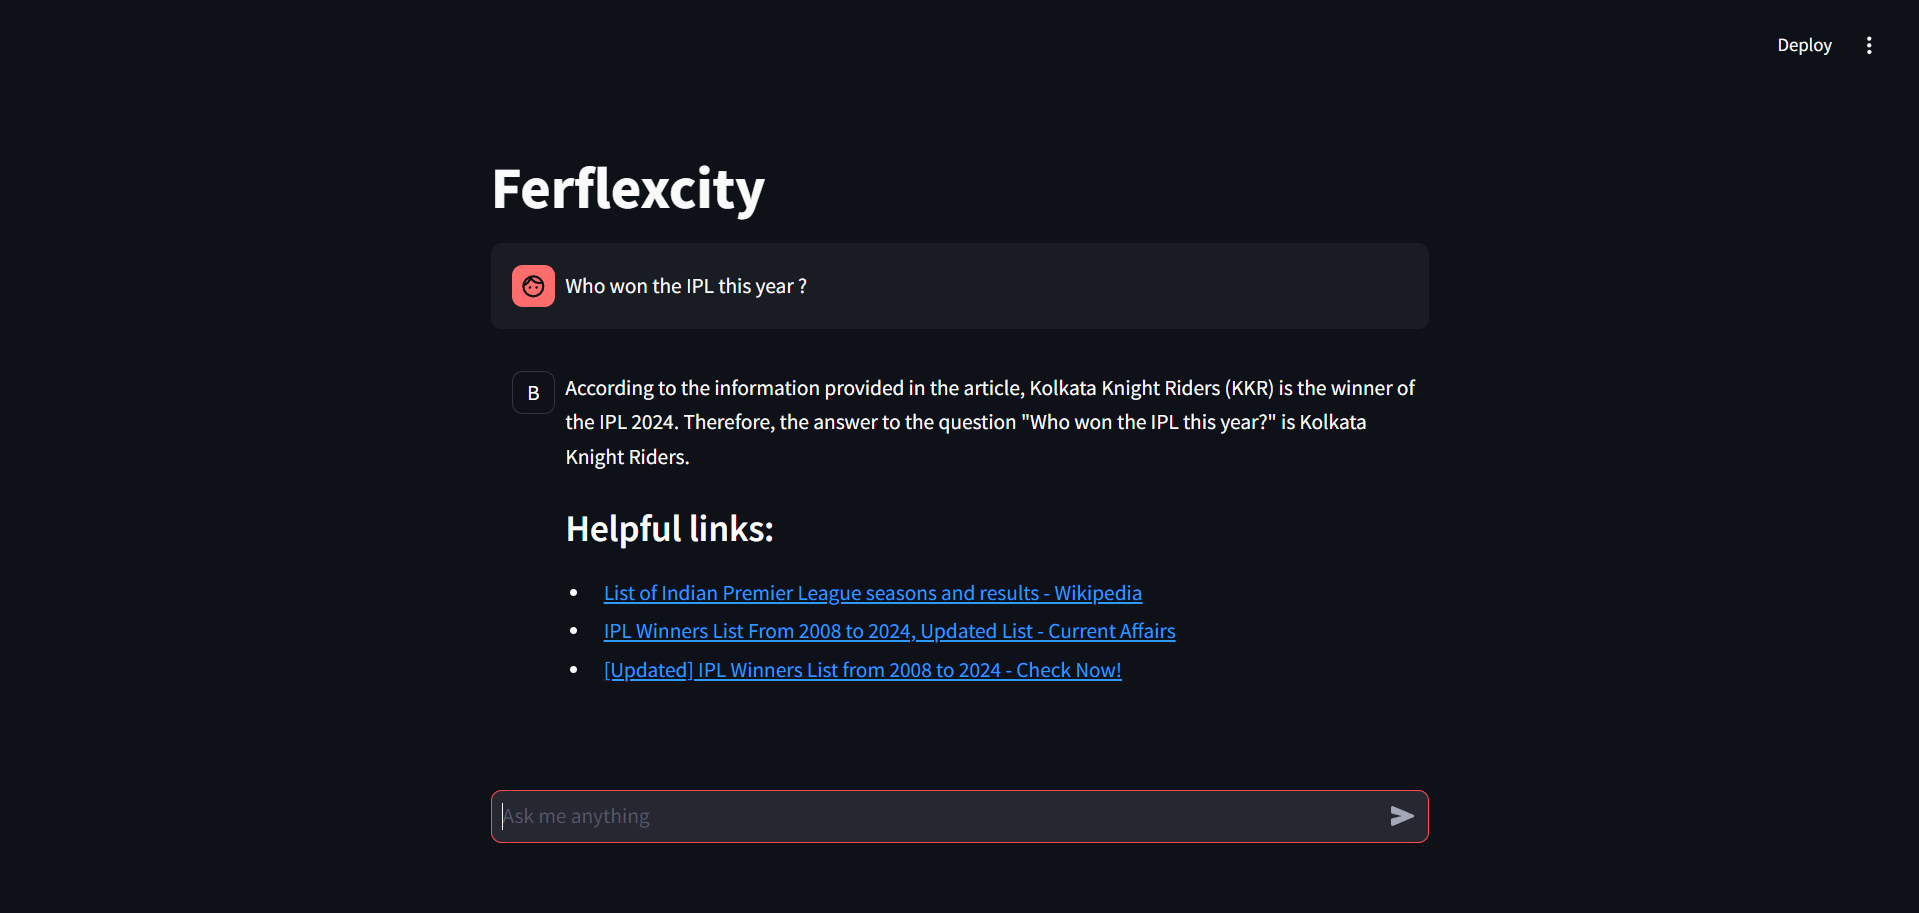 Deploy
Ferflexcity
Who won the IPL this year ?
B
According to the information provided in the article, Kolkata Knight Riders (KKR) is the winner of
the IPL 2024. Therefore, the answer to the question "Who won the IPL this year?" is Kolkata
Knight Riders.
Helpful links:
List of Indian Premier League seasons and results - Wikipedia
IPL Winners List From 2008 to 2024, Updated List - Current Affairs
[Updated] IPL Winners List from 2008 to 2024 - Check Now!
Ask me anything